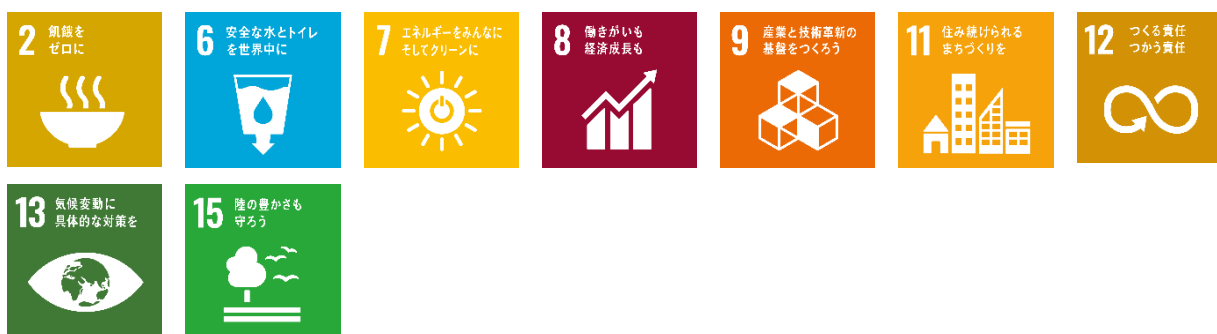 2 飢餓を
ゼロに
6 安全な水とトイレ
を世界中に
7 エネルギーをみんなに
そしてクリーンに
8 働きがいも
経済成長も
9 産業と技術革新の
基盤をつくろう
11 住み続けられる
まちづくりを
12 つくる責任
つかう責任
13 気候変動に
具体的な対策を
15 陸の豊かさも
守ろう